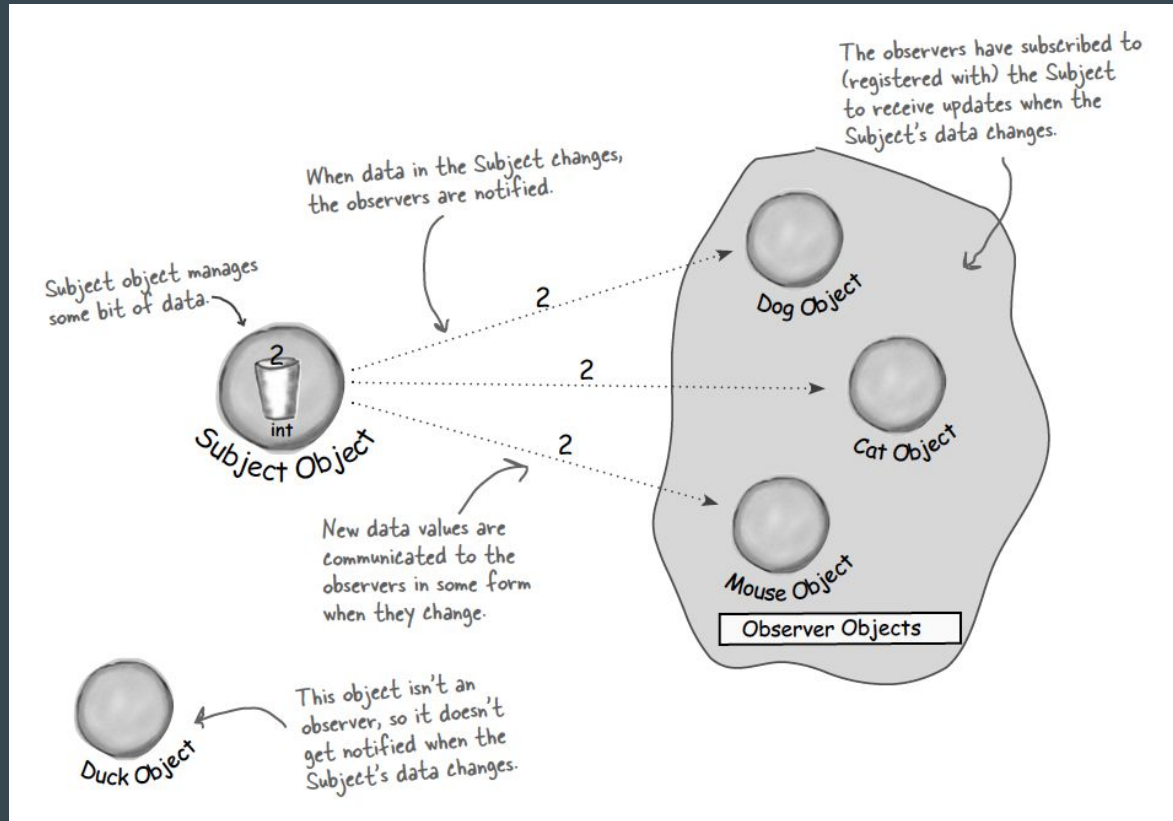 The observers have subscribed to
(registered with) the Subject
to receive updates when the
Subject's data changes.
When data in the Subject changes,
the observers are notified.
Subject object manages
some bit of data.
2
int
Subject Object
2
2
2
Dog Object
Cat Object
Mouse Object
Observer Objects
New data values are
communicated to the
observers in some form
when they change.
Duck Object
This object isn't an
observer, so it doesn't
get notified when the
Subject's data changes.